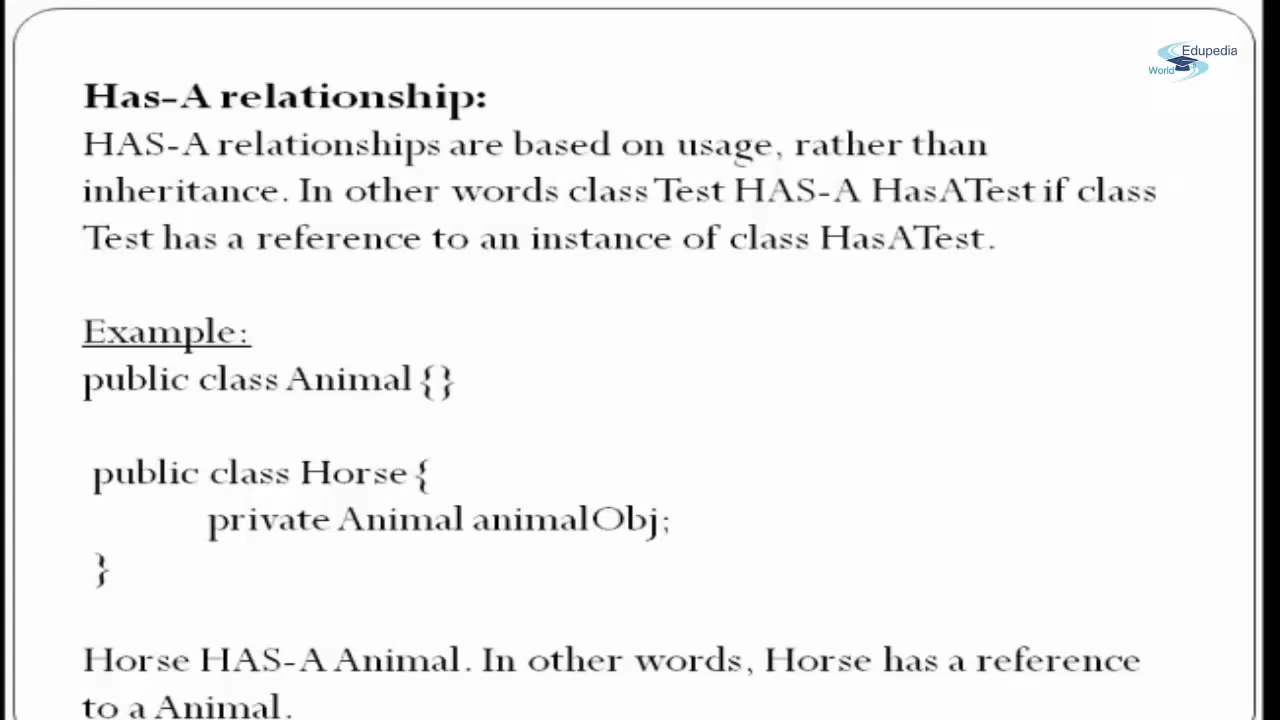 Edupedia
World
Has-A relationship:
HAS-A relationships are based on usage, rather than
inheritance. In other words class Test HAS-A HasATest if class
Test has a reference to an instance of class HasATest.
Example:
public class Animal {}
public class Horse {
private Animal animalObj;
}
Horse HAS-A Animal. In other words, Horse has a reference
to a Animal.